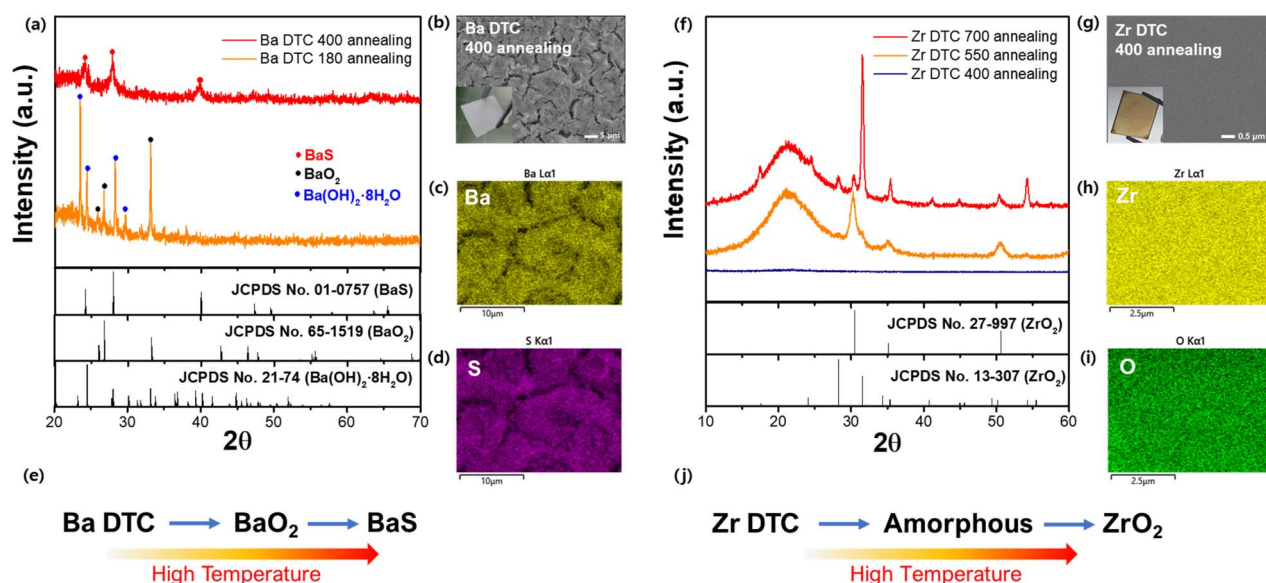 (a)
Intensity (a.u.)
Ba DTC 400 annealing
Ba DTC 180 annealing
BaS
BaO₂
Ba(OH)₂·8H₂O
JCPDS No. 01-0757 (BaS)
JCPDS No. 65-1519 (BaO₂)
JCPDS No. 21-74 (Ba(OH)₂·8H₂O)
20 30 40 50 60 70
2θ
(b)
Ba DTC
400 annealing
5 μm
(c)
Ba Lα1
Ba
10μm
(d)
S Kα1
S
10μm
(e)
Ba DTC BaO₂ BaS
High Temperature
(f)
Intensity (a.u.)
Zr DTC 700 annealing
Zr DTC 550 annealing
Zr DTC 400 annealing
JCPDS No. 27-997 (ZrO₂)
JCPDS No. 13-307 (ZrO₂)
10 20 30 40 50 60
2θ
(g)
Zr DTC
400 annealing
0.5 μm
(h)
Zr Lα1
Zr
2.5μm
(i)
O Kα1
O
2.5μm
(j)
Zr DTC Amorphous ZrO₂
High Temperature